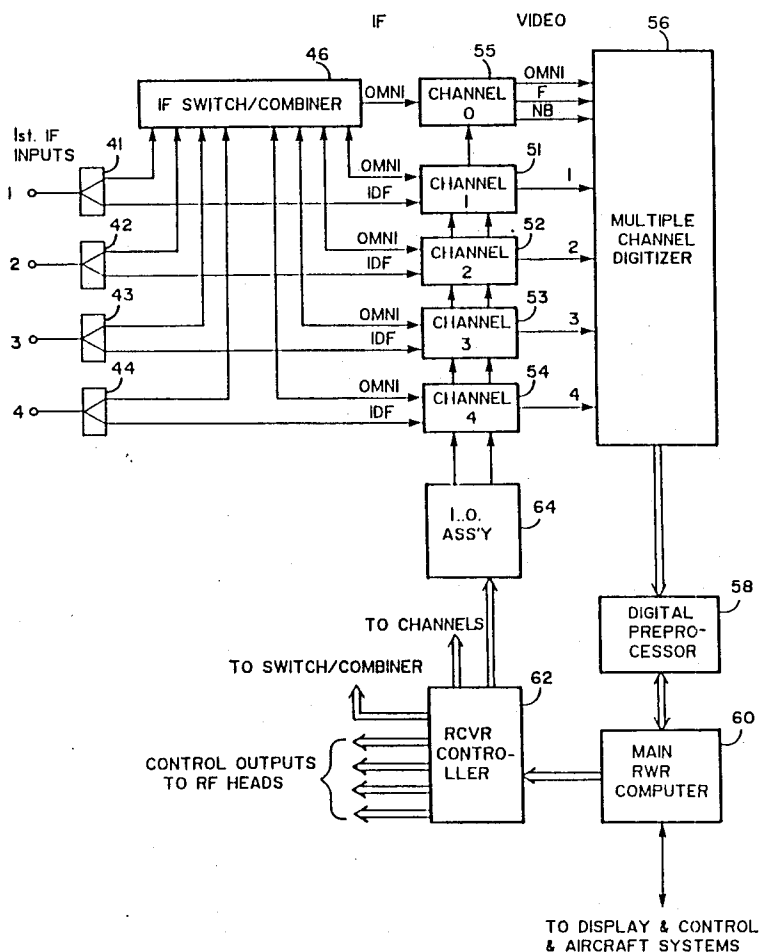 IF
VIDEO
56
46
55
OMNI
OMNI
F
NB
IF SWITCH/COMBINER
CHANNEL
0
1st. IF
INPUTS
41
51
OMNI
IDF
1
CHANNEL
1
1
42
52
OMNI
IDF
2
CHANNEL
2
2
MULTIPLE
CHANNEL
DIGITIZER
43
53
OMNI
IDF
3
CHANNEL
3
3
44
54
OMNI
IDF
4
CHANNEL
4
4
I.O.
ASS'Y
64
58
DIGITAL
PREPRO-
CESSOR
TO CHANNELS
TO SWITCH/COMBINER
62
60
RCVR
CONTRO-
LLER
MAIN
RWR
COMPUTER
CONTROL OUTPUTS
TO RF HEADS
TO DISPLAY & CONTROL
& AIRCRAFT SYSTEMS